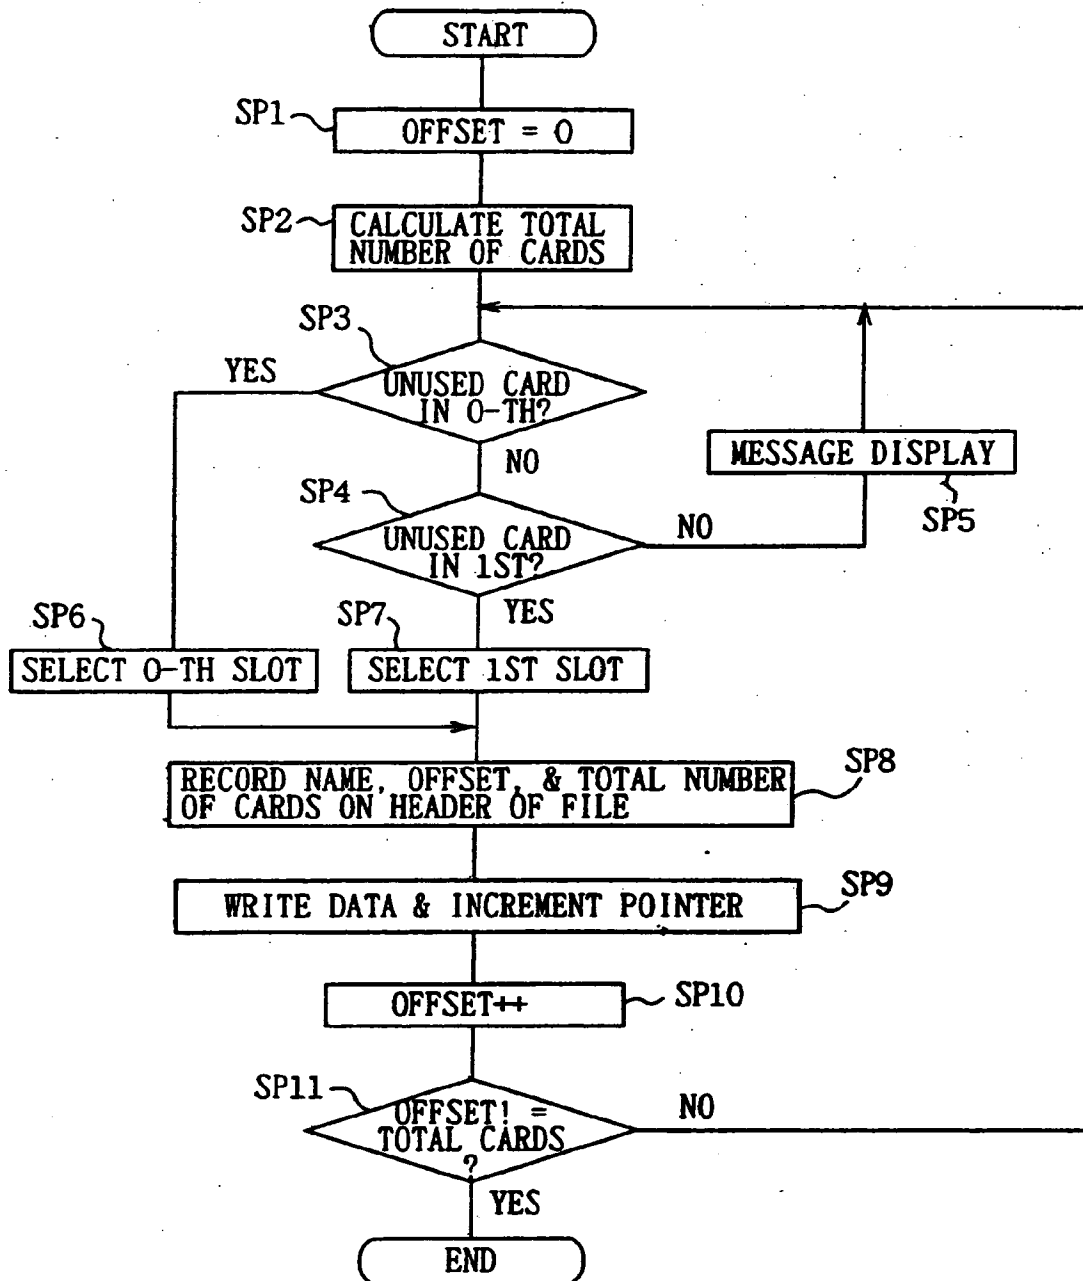 START
SP1
OFFSET = 0
SP2
CALCULATE TOTAL
NUMBER OF CARDS
SP3
YES
UNUSED CARD
IN 0-TH?
NO
MESSAGE DISPLAY
SP5
SP4
UNUSED CARD
IN 1ST?
NO
YES
SP6
SP7
SELECT 0-TH SLOT
SELECT 1ST SLOT
SP8
RECORD NAME, OFFSET, & TOTAL NUMBER
OF CARDS ON HEADER OF FILE
SP9
WRITE DATA & INCREMENT POINTER
OFFSET++
SP10
SP11
OFFSET! =
TOTAL CARDS
?
NO
YES
END